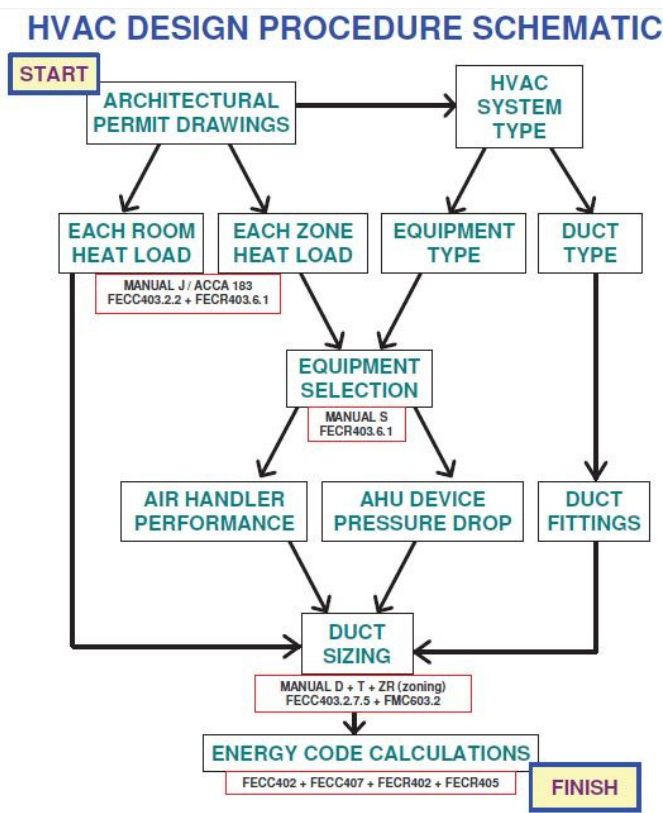 HVAC DESIGN PROCEDURE SCHEMATIC
START
ARCHITECTURAL
PERMIT DRAWINGS
HVAC
SYSTEM
TYPE
EACH ROOM
HEAT LOAD
EACH ZONE
HEAT LOAD
EQUIPMENT
TYPE
DUCT
TYPE
MANUAL J / ACCA 183
FECC403.2.2 + FECR403.6.1
EQUIPMENT
SELECTION
MANUAL S
FECR403.6.1
AIR HANDLER
PERFORMANCE
AHU DEVICE
PRESSURE DROP
DUCT
FITTINGS
DUCT
SIZING
MANUAL D + T + ZR (zoning)
FECC403.2.7.5 + FMC603.2
ENERGY CODE CALCULATIONS
FECC402 + FECC407 + FECR402 + FECR405
FINISH